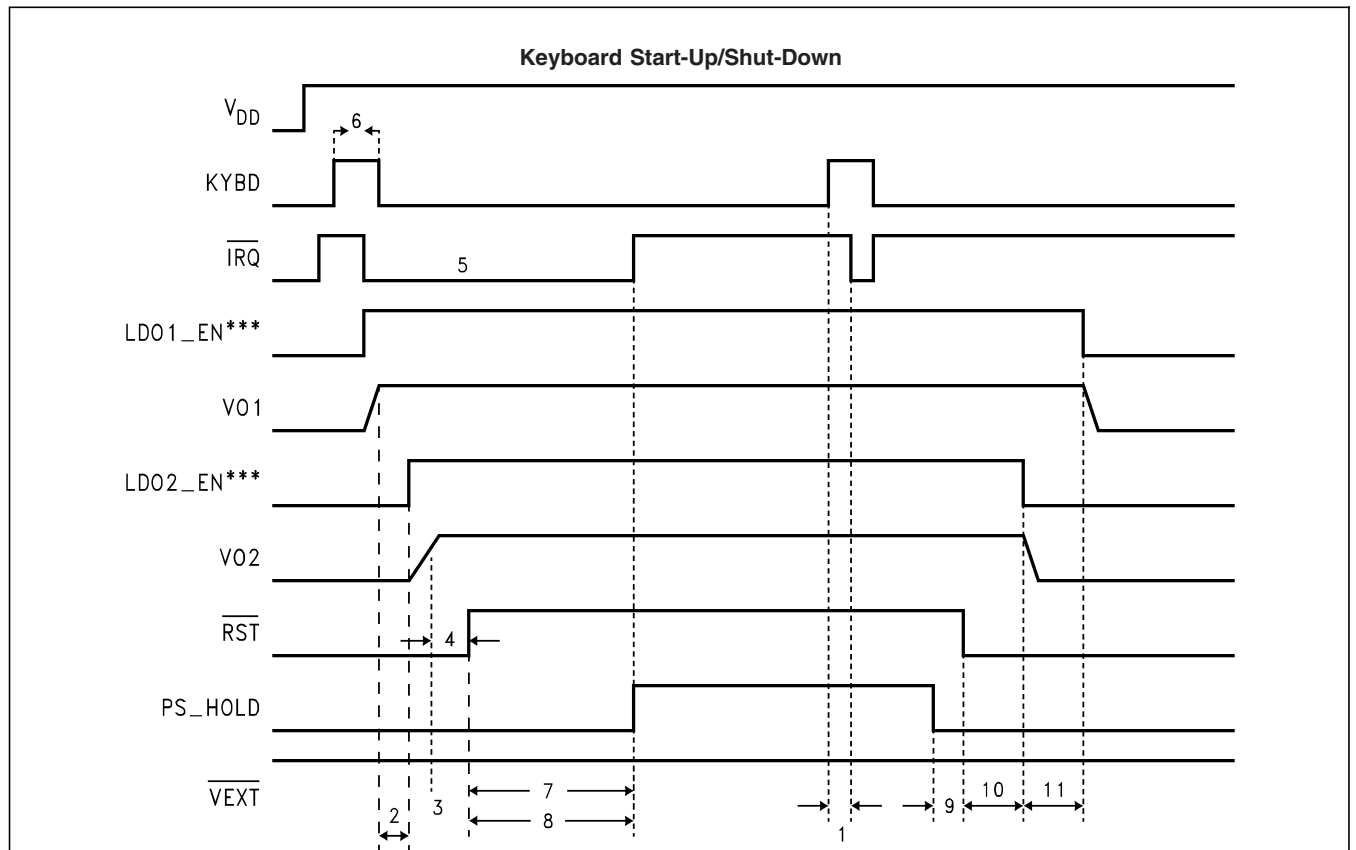 Keyboard Start-Up/Shut-Down
VDD
6
KYBD
IRQ
5
LDO1_EN***
VO1
LDO2_EN***
VO2
RST
4
PS_HOLD
VEXT
7
10
11
3
9
2
8
1